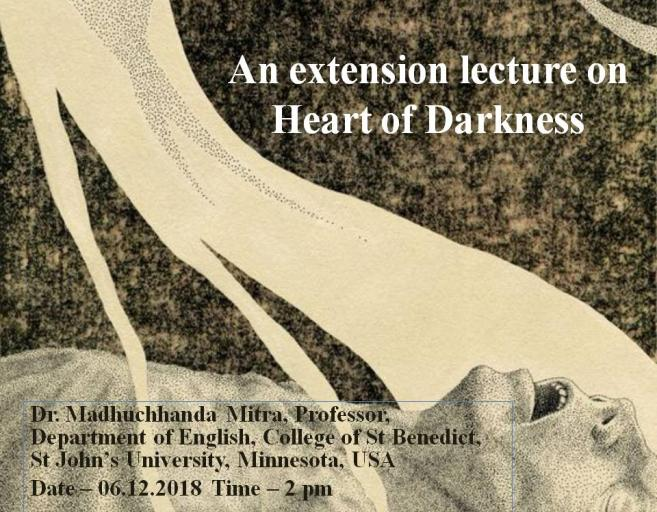 An extension lecture on
Heart of Darkness
Dr. Madhuchhanda Mitra, Professor,
Department of English, College of St Benedict,
St John’s University, Minnesota, USA
Date – 06.12.2018 Time – 2 pm